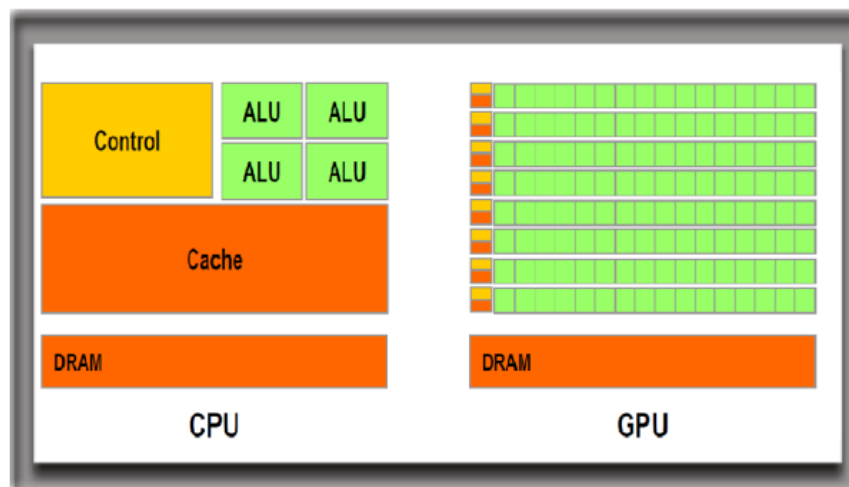 Control
ALU ALU
ALU ALU
Cache
DRAM
CPU
DRAM
GPU